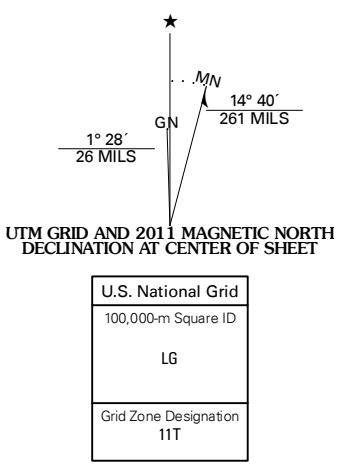 ★
MN
14° 40´
261 MILS
GN
1° 28´
26 MILS
UTM GRID AND 2011 MAGNETIC NORTH
DECLINATION AT CENTER OF SHEET
U.S. National Grid
100,000-m Square ID
LG
Grid Zone Designation
11T